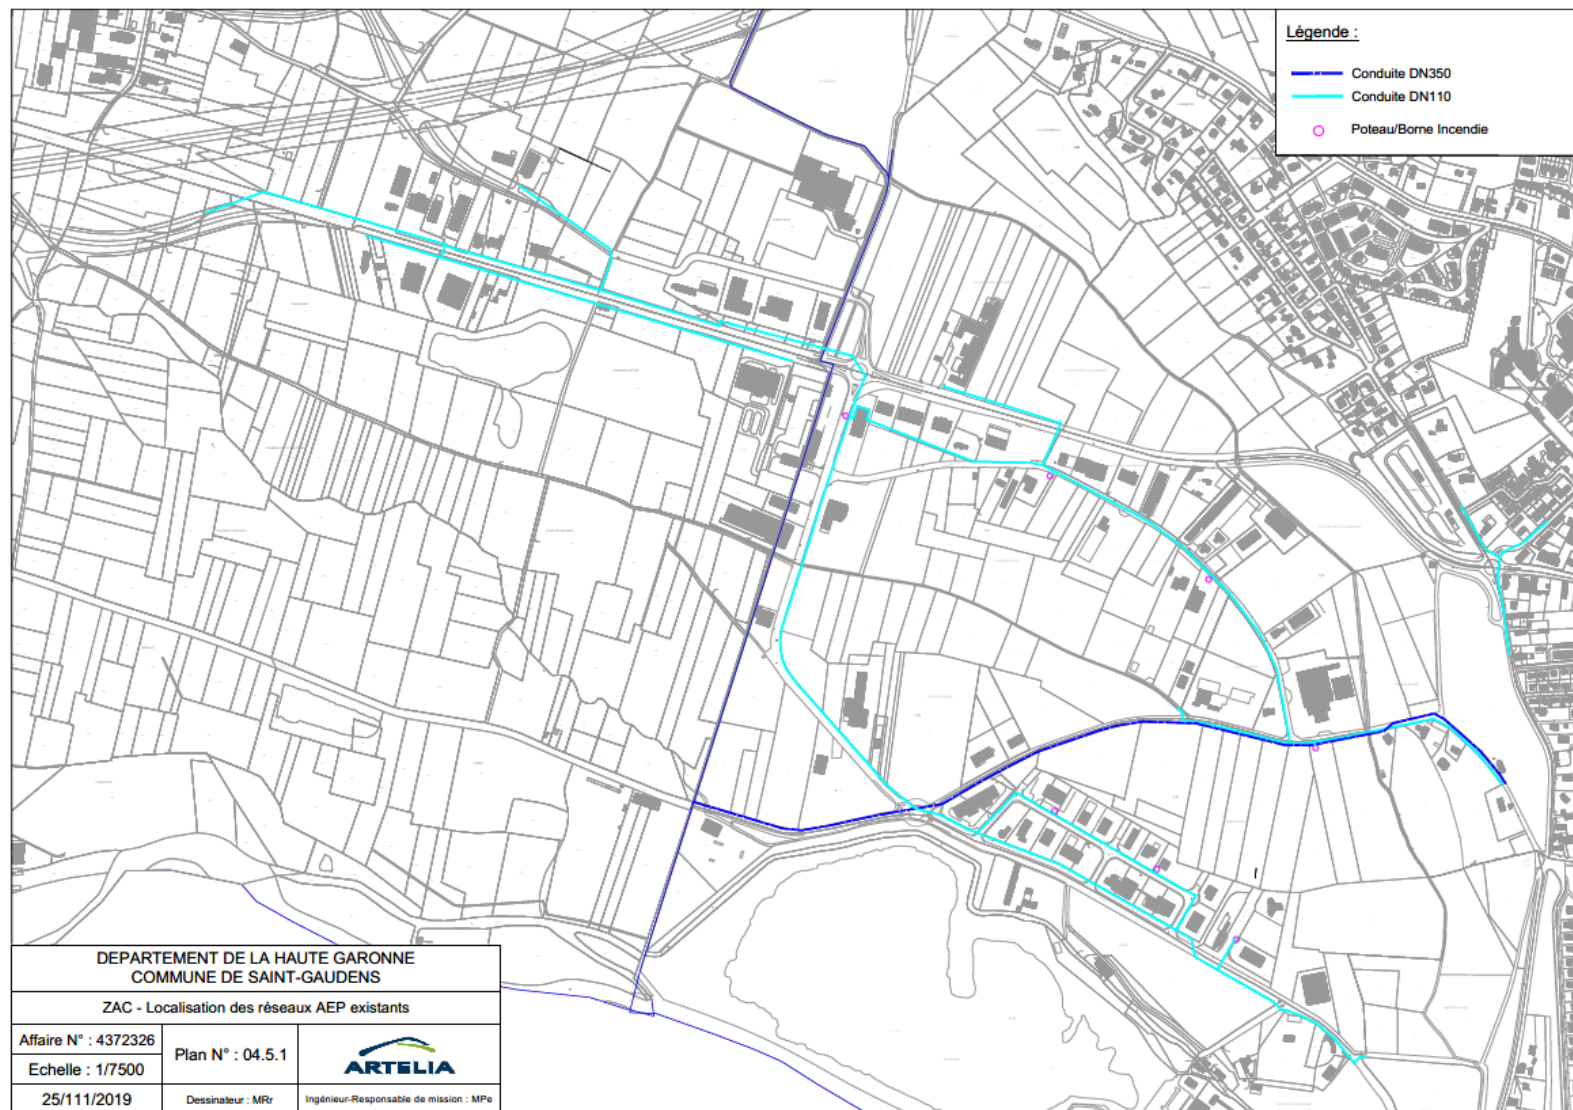 Légende :
Conduite DN350
Conduite DN110
Poteau/Borne Incendie
DEPARTEMENT DE LA HAUTE GARONNE
COMMUNE DE SAINT-GAUDENS
ZAC - Localisation des réseaux AEP existants
Affaire N° : 4372326
Echelle : 1/7500
25/111/2019
Plan N° : 04.5.1
Dessinateur : MRr
ARTELIA
Ingénieur-Responsable de mission : MPe